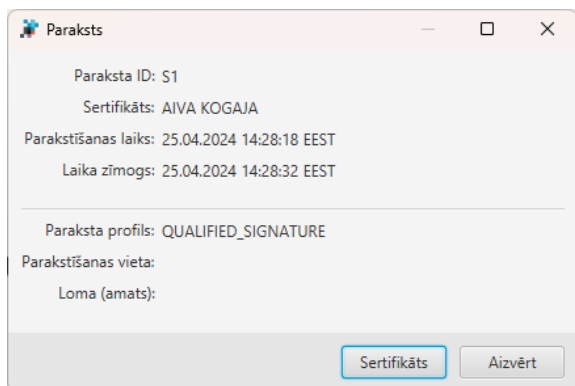 Paraksts
Paraksta ID: S1
Sertifikāts: AIVA KOGAJA
Parakstīšanas laiks: 25.04.2024 14:28:18 EEST
Laika zīmogs: 25.04.2024 14:28:32 EEST
Paraksta profils: QUALIFIED_SIGNATURE
Parakstīšanas vieta:
Loma (amats):
Sertifikāts Aizvērt